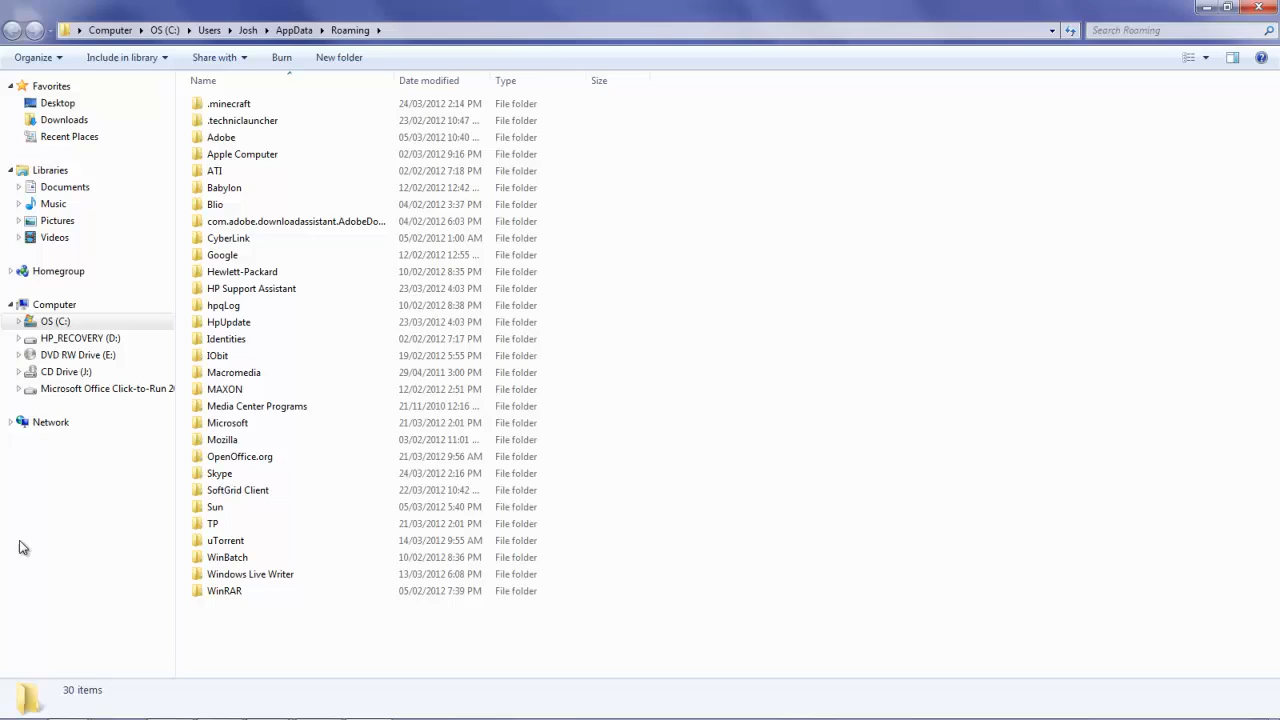 Computer OS (C:) Users Josh AppData Roaming Search Roaming
Organize Include in library Share with Burn New folder
Favorites
Desktop
Downloads
Recent Places
Libraries
Documents
Music
Pictures
Videos
Homegroup
Computer
OS (C:)
HP_RECOVERY (D:)
DVD RW Drive (E:)
CD Drive (J:)
Microsoft Office Click-to-Run 2
Network
Name Date modified Type Size
.minecraft 24/03/2012 2:14 PM File folder
.techniclauncher 23/02/2012 10:47 ... File folder
Adobe 05/03/2012 10:40 ... File folder
Apple Computer 02/03/2012 9:16 PM File folder
ATI 02/02/2012 7:18 PM File folder
Babylon 12/02/2012 12:42 ... File folder
Blio 04/02/2012 3:37 PM File folder
com.adobe.downloadassistant.AdobeDo... 04/02/2012 6:03 PM File folder
CyberLink 05/02/2012 1:00 AM File folder
Google 12/02/2012 12:55 ... File folder
Hewlett-Packard 10/02/2012 8:35 PM File folder
HP Support Assistant 23/03/2012 4:03 PM File folder
hpqLog 10/02/2012 8:38 PM File folder
HpUpdate 23/03/2012 4:03 PM File folder
Identities 02/02/2012 7:17 PM File folder
IObit 19/02/2012 5:55 PM File folder
Macromedia 29/04/2011 3:00 PM File folder
MAXON 12/02/2012 2:51 PM File folder
Media Center Programs 21/11/2010 12:16 ... File folder
Microsoft 21/03/2012 2:01 PM File folder
Mozilla 03/02/2012 11:01 ... File folder
OpenOffice.org 21/03/2012 9:56 AM File folder
Skype 24/03/2012 2:16 PM File folder
SoftGrid Client 22/03/2012 10:42 ... File folder
Sun 05/03/2012 5:40 PM File folder
TP 21/03/2012 2:01 PM File folder
uTorrent 14/03/2012 9:55 AM File folder
WinBatch 10/02/2012 8:36 PM File folder
Windows Live Writer 13/03/2012 6:08 PM File folder
WinRAR 05/02/2012 7:39 PM File folder
30 items